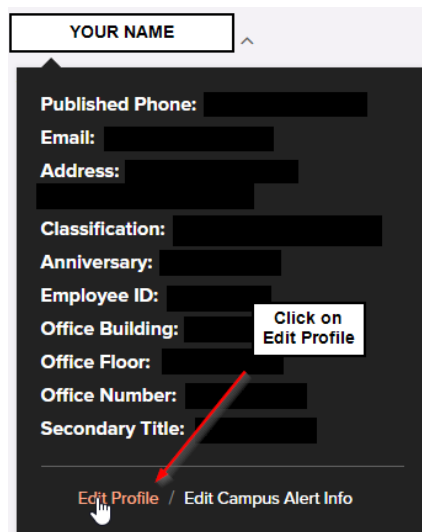 YOUR NAME
Published Phone:
Email:
Address:
Classification:
Anniversary:
Employee ID:
Office Building:
Click on
Edit Profile
Office Floor:
Office Number:
Secondary Title:
Edit Profile / Edit Campus Alert Info